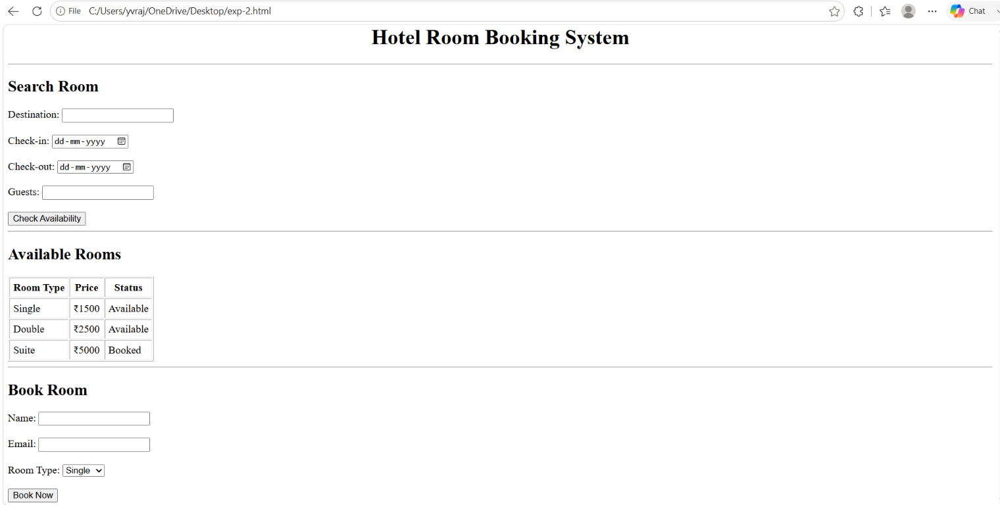 File C:/Users/yvraj/OneDrive/Desktop/exp-2.html Chat
Hotel Room Booking System
Search Room
Destination:
Check-in: dd-mm-yyyy
Check-out: dd-mm-yyyy
Guests:
Check Availability
Available Rooms
Room Type Price Status
Single ₹1500 Available
Double ₹2500 Available
Suite ₹5000 Booked
Book Room
Name:
Email:
Room Type: Single
Book Now